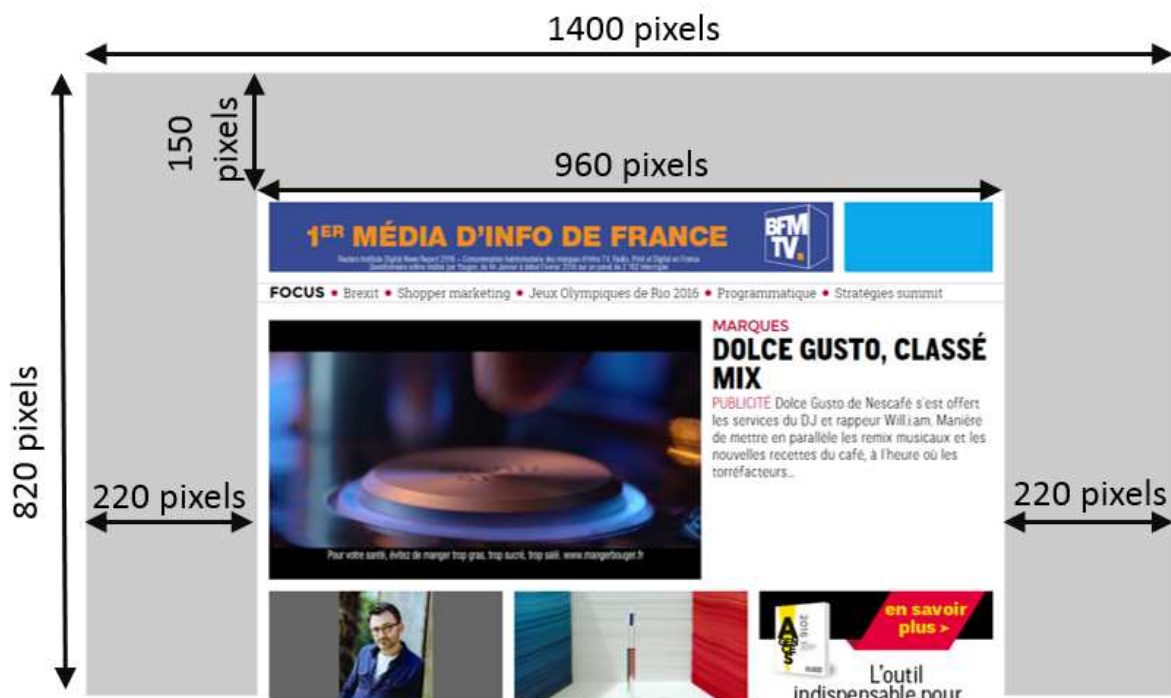 1400 pixels
150
pixels
960 pixels
1ER MÉDIA D'INFO DE FRANCE
BFM
TV.
FOCUS • Brexit • Shopper marketing • Jeux Olympiques de Rio 2016 • Programmatique • Stratégies summit
MARQUES
DOLCE GUSTO, CLASSÉ
MIX
PUBLICITÉ Dolce Gusto de Nescafé s'est offert
les services du DJ et rappeur Will.i.am. Manière
de mettre en parallèle les remix musicaux et les
nouvelles recettes du café, à l'heure où les
torréfacteurs...
820 pixels
220 pixels
220 pixels
Pour votre santé, évitez de manger trop gras, trop sucré, trop salé. www.mangerbouger.fr
en savoir
plus >
2016
L'outil
indispensable pour